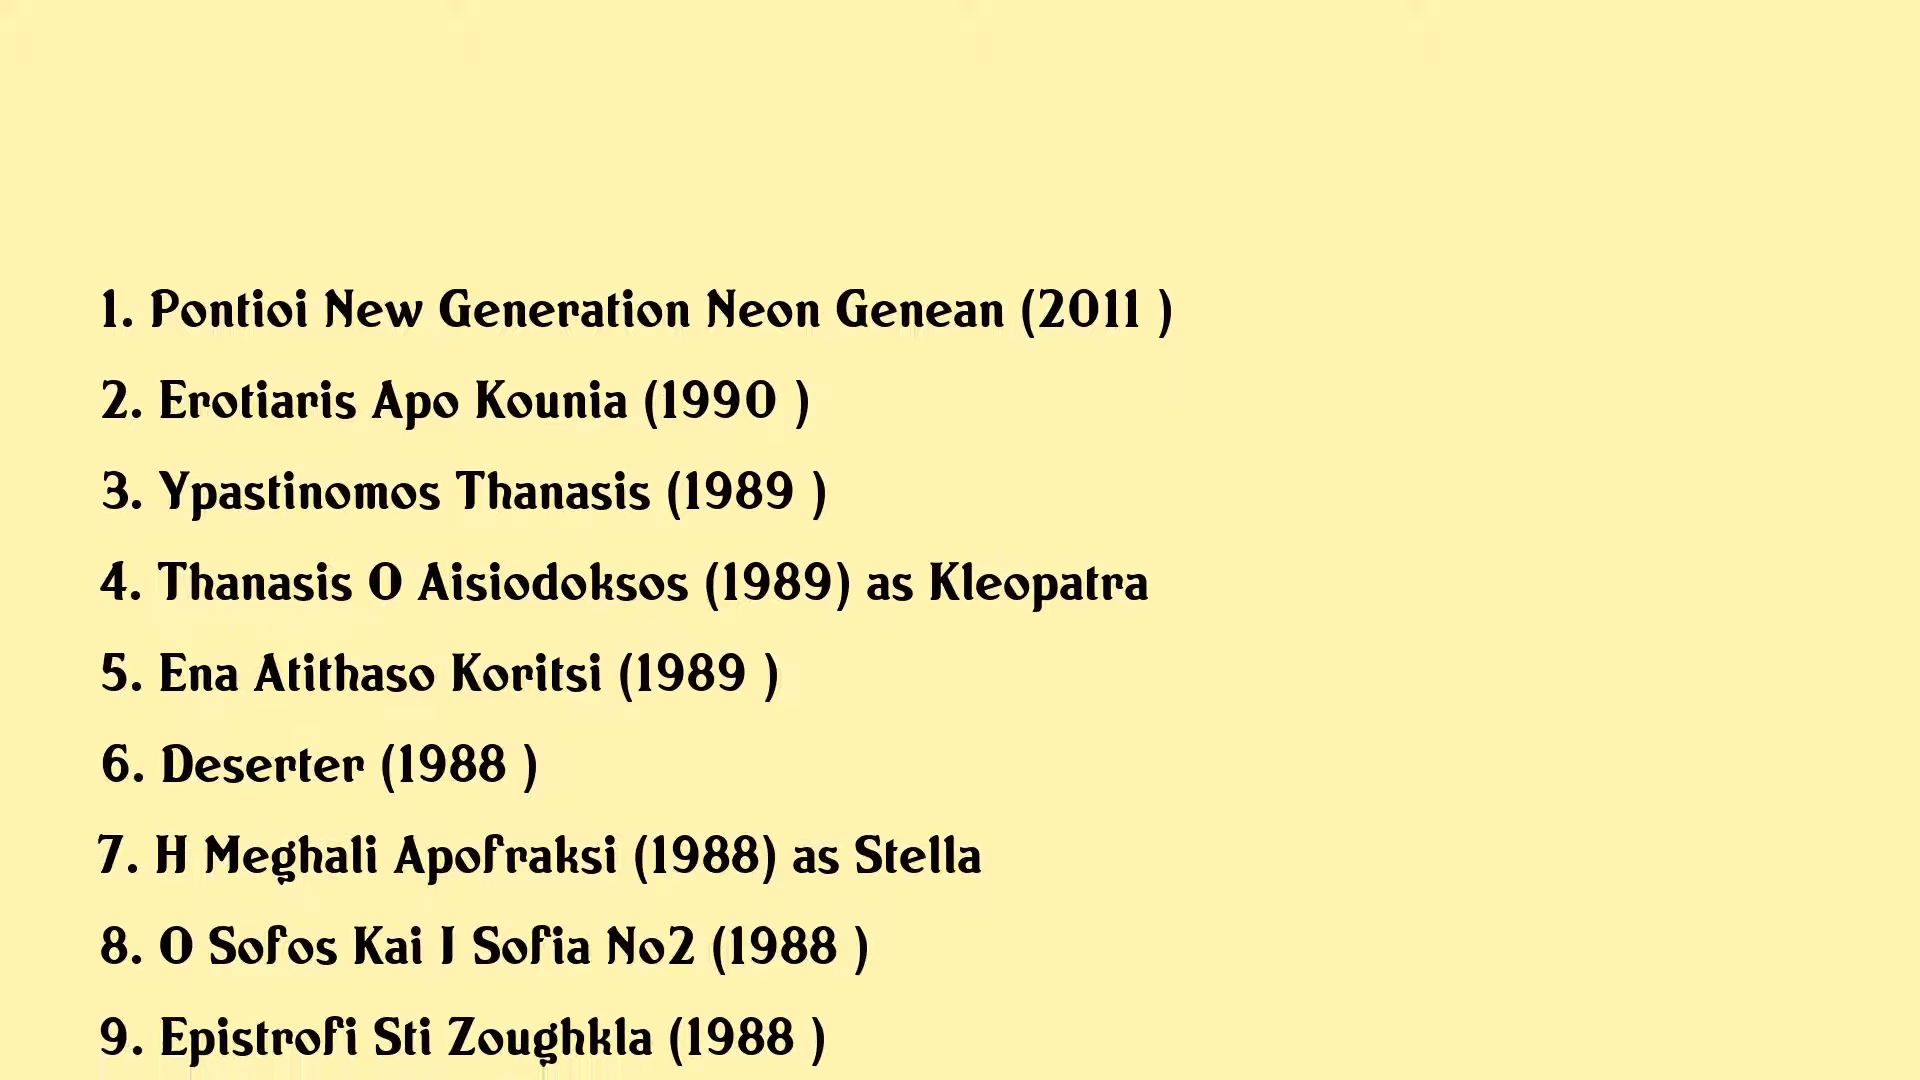 1. Pontioi New Generation Neon Genean (2011 )
2. Erotiaris Apo Kounia (1990 )
3. Ypastinomos Thanasis (1989 )
4. Thanasis O Aisiodoksos (1989) as Kleopatra
5. Ena Atithaso Koritsi (1989 )
6. Deserter (1988 )
7. H Meghali Apofraksi (1988) as Stella
8. O Sofos Kai I Sofia No2 (1988 )
9. Epistrofi Sti Zoughkla (1988 )